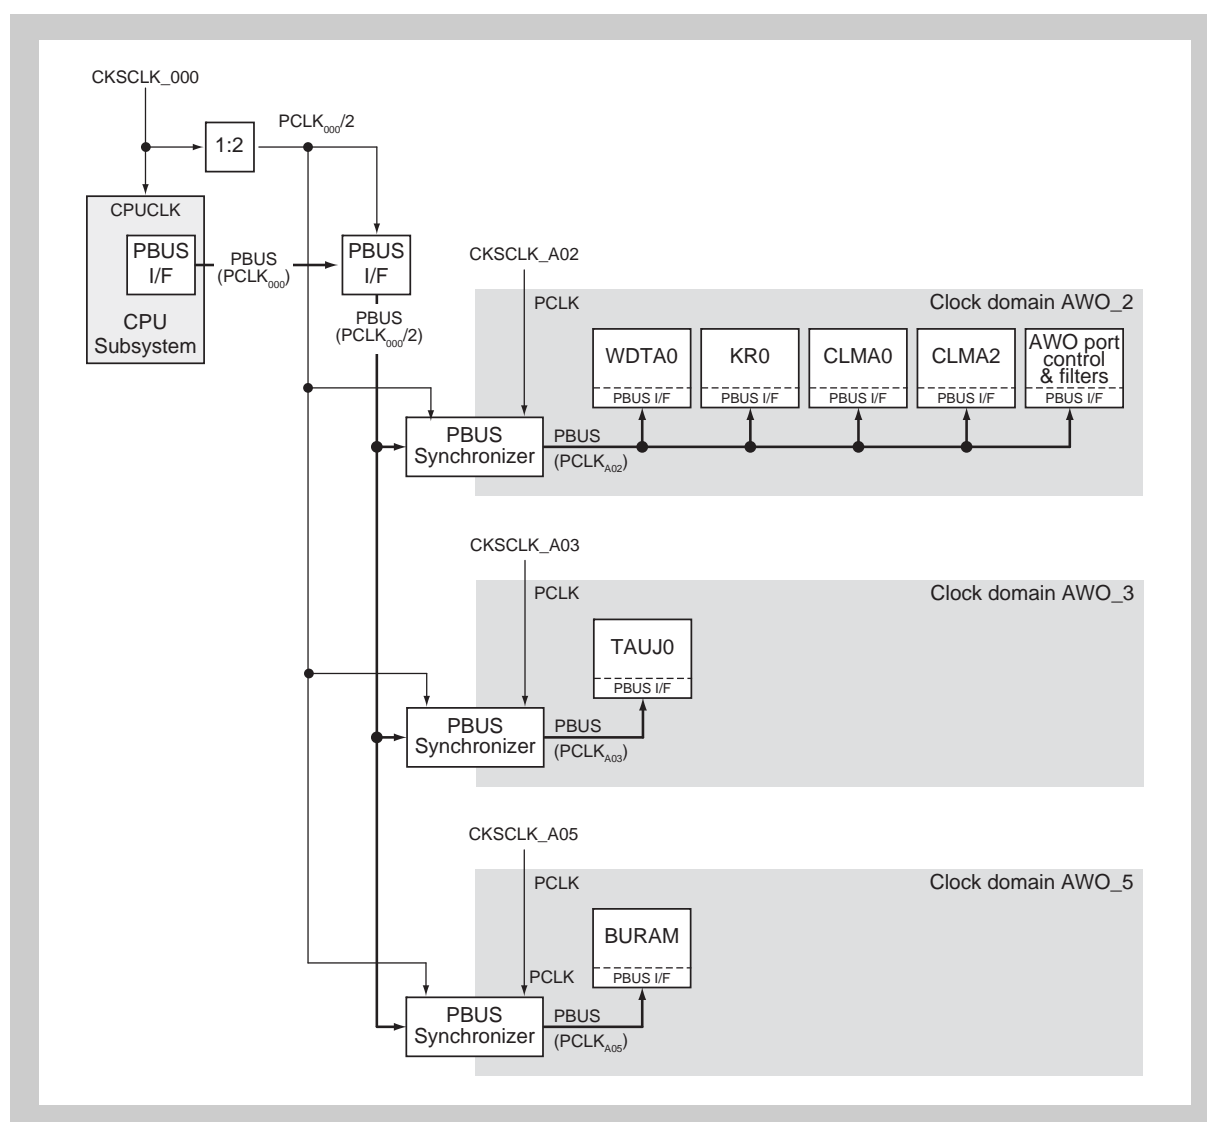 CKSCLK_000
PCLK000/2
1:2
CPUCLK
PBUS
I/F
CPU
Subsystem
PBUS
(PCLK000)
PBUS
I/F
PBUS
(PCLK000/2)
CKSCLK_A02
PCLK
Clock domain AWO_2
WDTA0
PBUS I/F
KR0
PBUS I/F
CLMA0
PBUS I/F
CLMA2
PBUS I/F
AWO port
control
& filters
PBUS I/F
PBUS
Synchronizer
PBUS
(PCLKA02)
CKSCLK_A03
PCLK
Clock domain AWO_3
TAUJ0
PBUS I/F
PBUS
Synchronizer
PBUS
(PCLKA03)
CKSCLK_A05
PCLK
Clock domain AWO_5
BURAM
PBUS I/F
PCLK
PBUS
Synchronizer
PBUS
(PCLKA05)